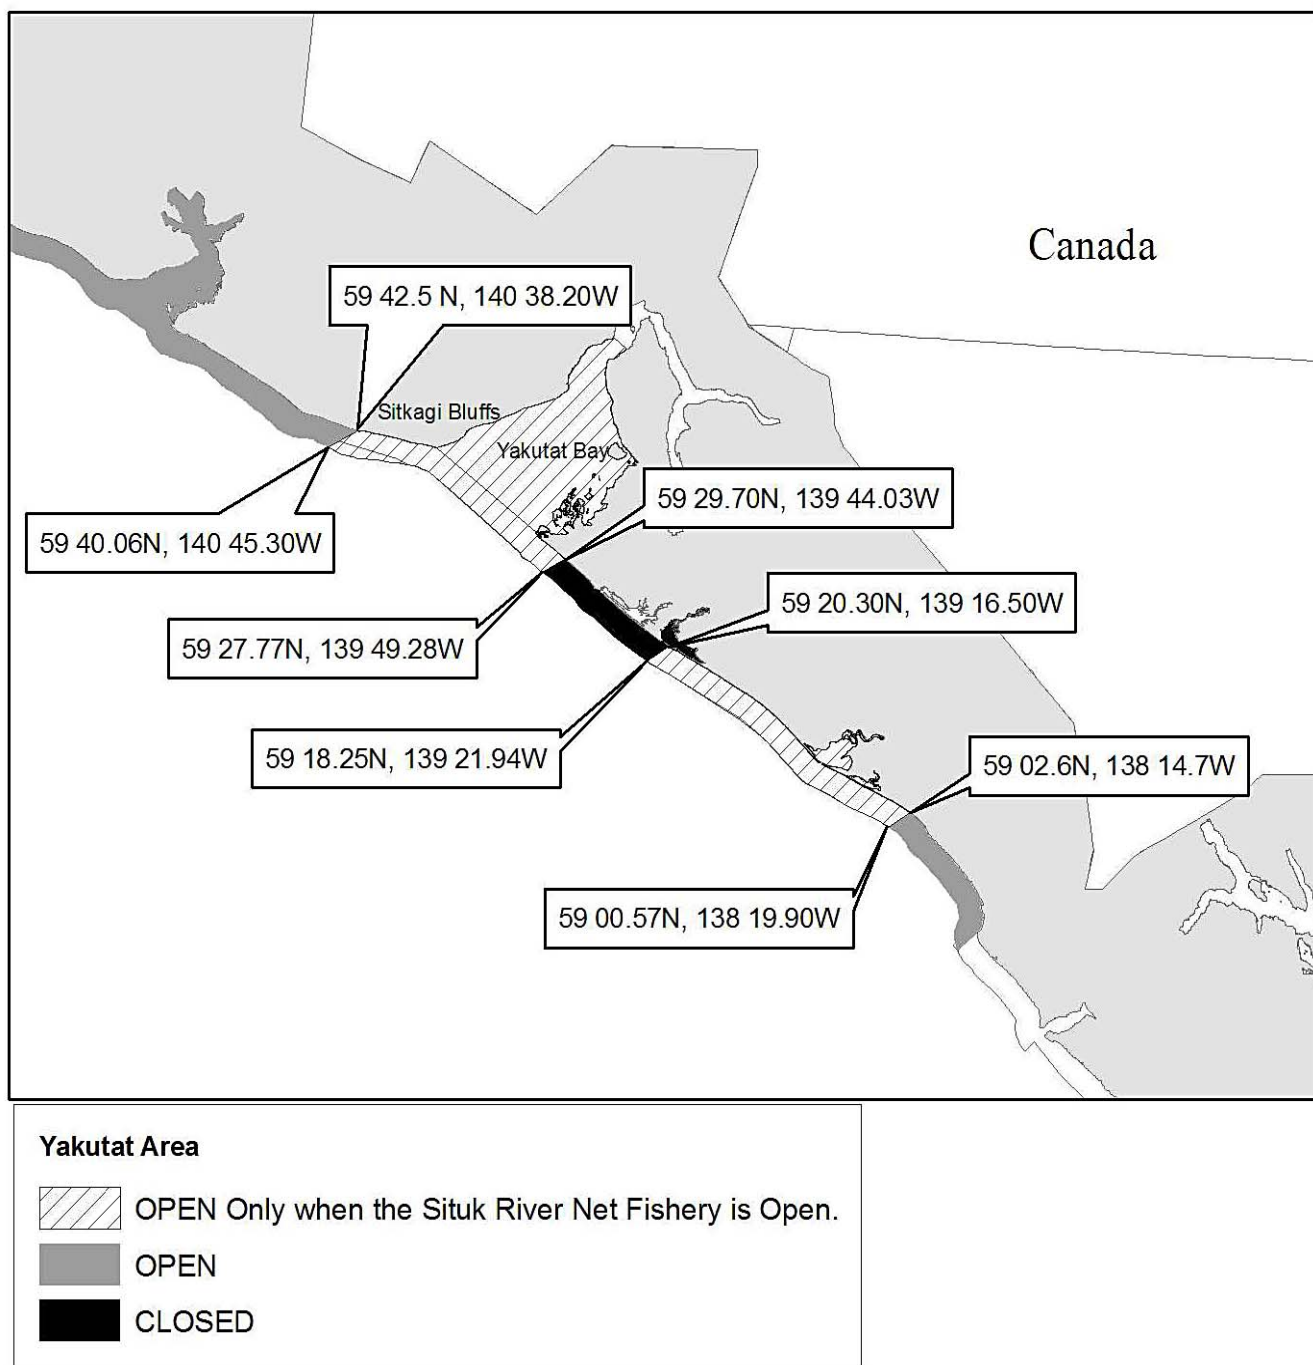 Canada
59 42.5 N, 140 38.20W
Sitkagi Bluffs
Yakutat Bay
59 29.70N, 139 44.03W
59 40.06N, 140 45.30W
59 20.30N, 139 16.50W
59 27.77N, 139 49.28W
59 18.25N, 139 21.94W
59 02.6N, 138 14.7W
59 00.57N, 138 19.90W
Yakutat Area
OPEN Only when the Situk River Net Fishery is Open.
OPEN
CLOSED